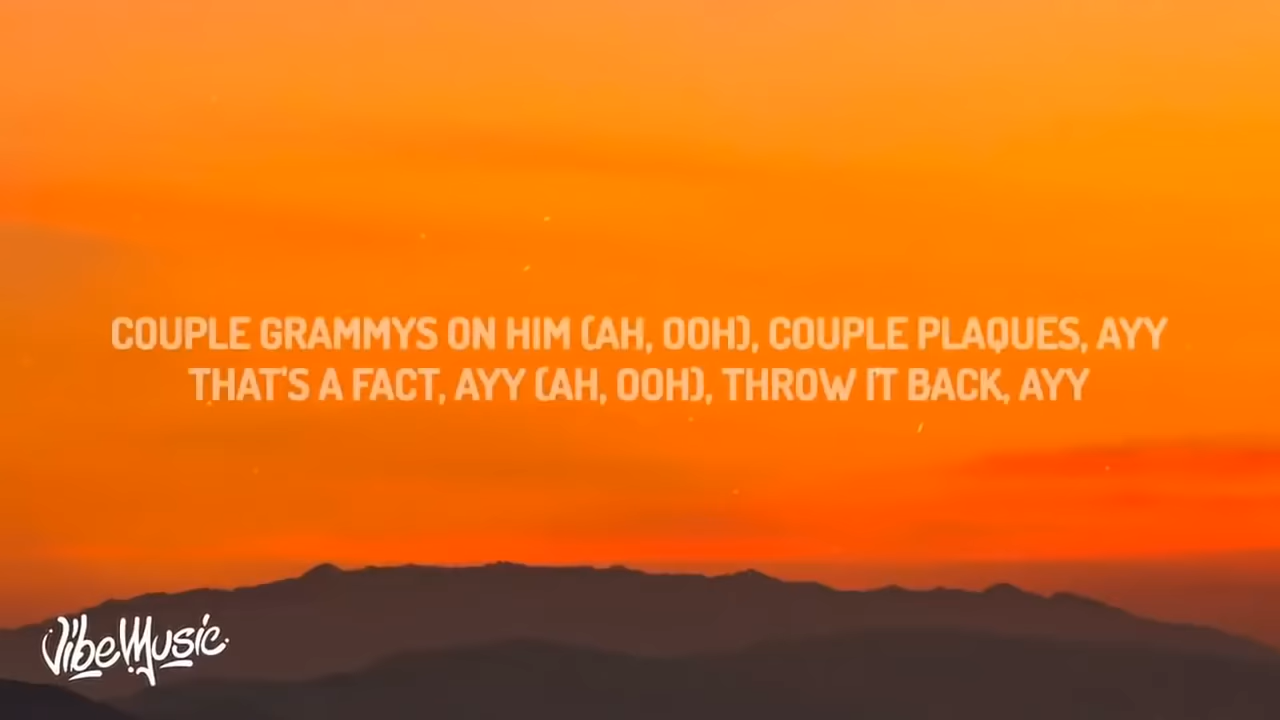 COUPLE GRAMMYS ON HIM (AH, OOH), COUPLE PLAQUES, AYY
THAT'S A FACT, AYY (AH, OOH), THROW IT BACK, AYY
VibeMusic